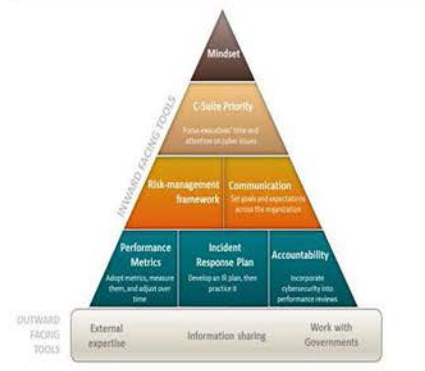 Mindset
C-Suite Priority
Focus executives' time and
attention on cyber issues
INWARD FACING TOOLS
Risk-management
framework
Communication
Set goals and expectations
across the organization
Performance
Metrics
Adopt metrics, measure
them, and adjust over
time
Incident
Response Plan
Develop an IR plan, then
practice it
Accountability
Incorporate
cybersecurity into
performance reviews
OUTWARD
FACING
TOOLS
External
expertise
Information sharing
Work with
Governments